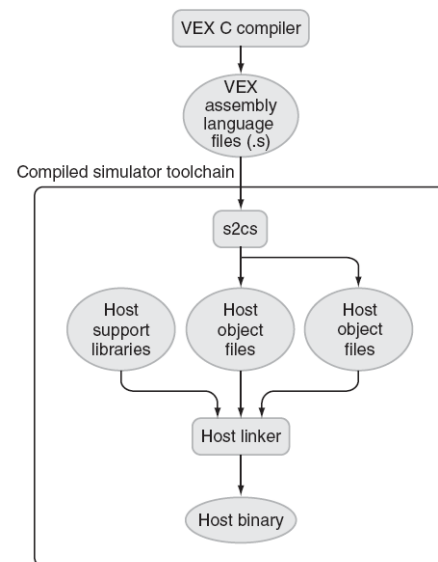 VEX C compiler
VEX
assembly
language
files (.s)
Compiled simulator toolchain
s2cs
Host
support
libraries
Host
object
files
Host
object
files
Host linker
Host binary